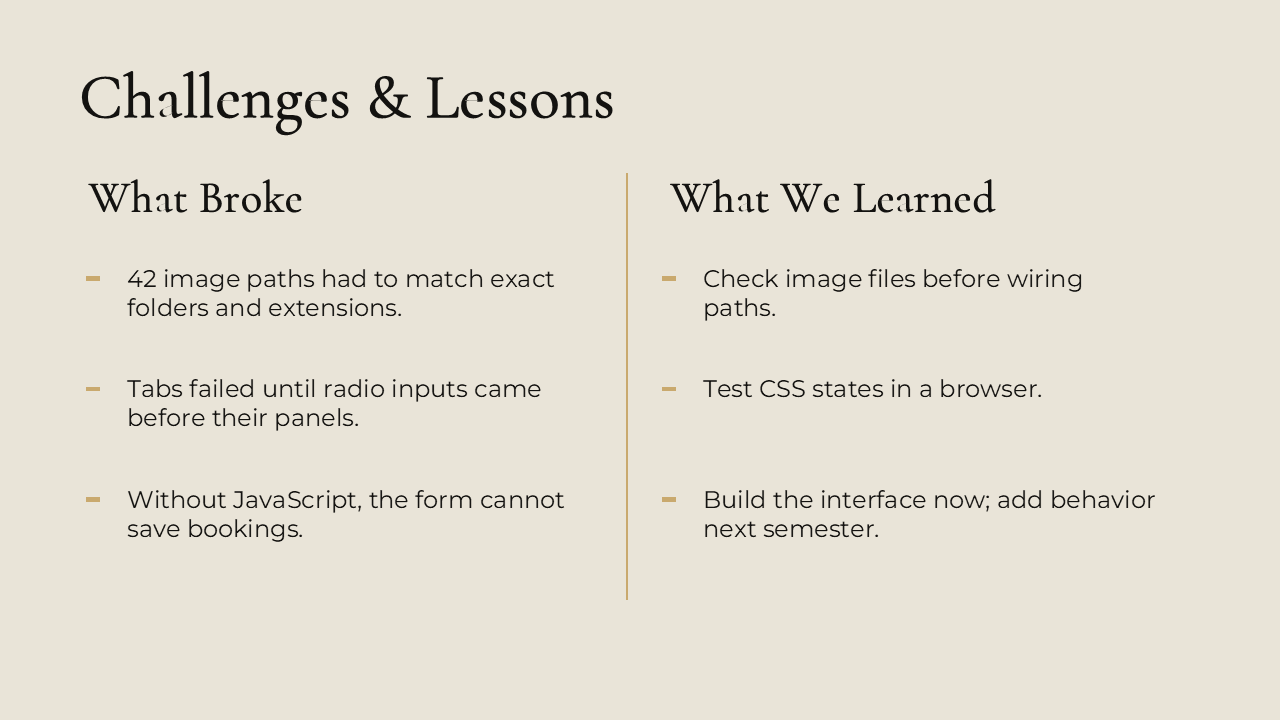 Challenges & Lessons
What Broke
42 image paths had to match exact
folders and extensions.
Tabs failed until radio inputs came
before their panels.
Without JavaScript, the form cannot
save bookings.
What We Learned
Check image files before wiring
paths.
Test CSS states in a browser.
Build the interface now; add behavior
next semester.